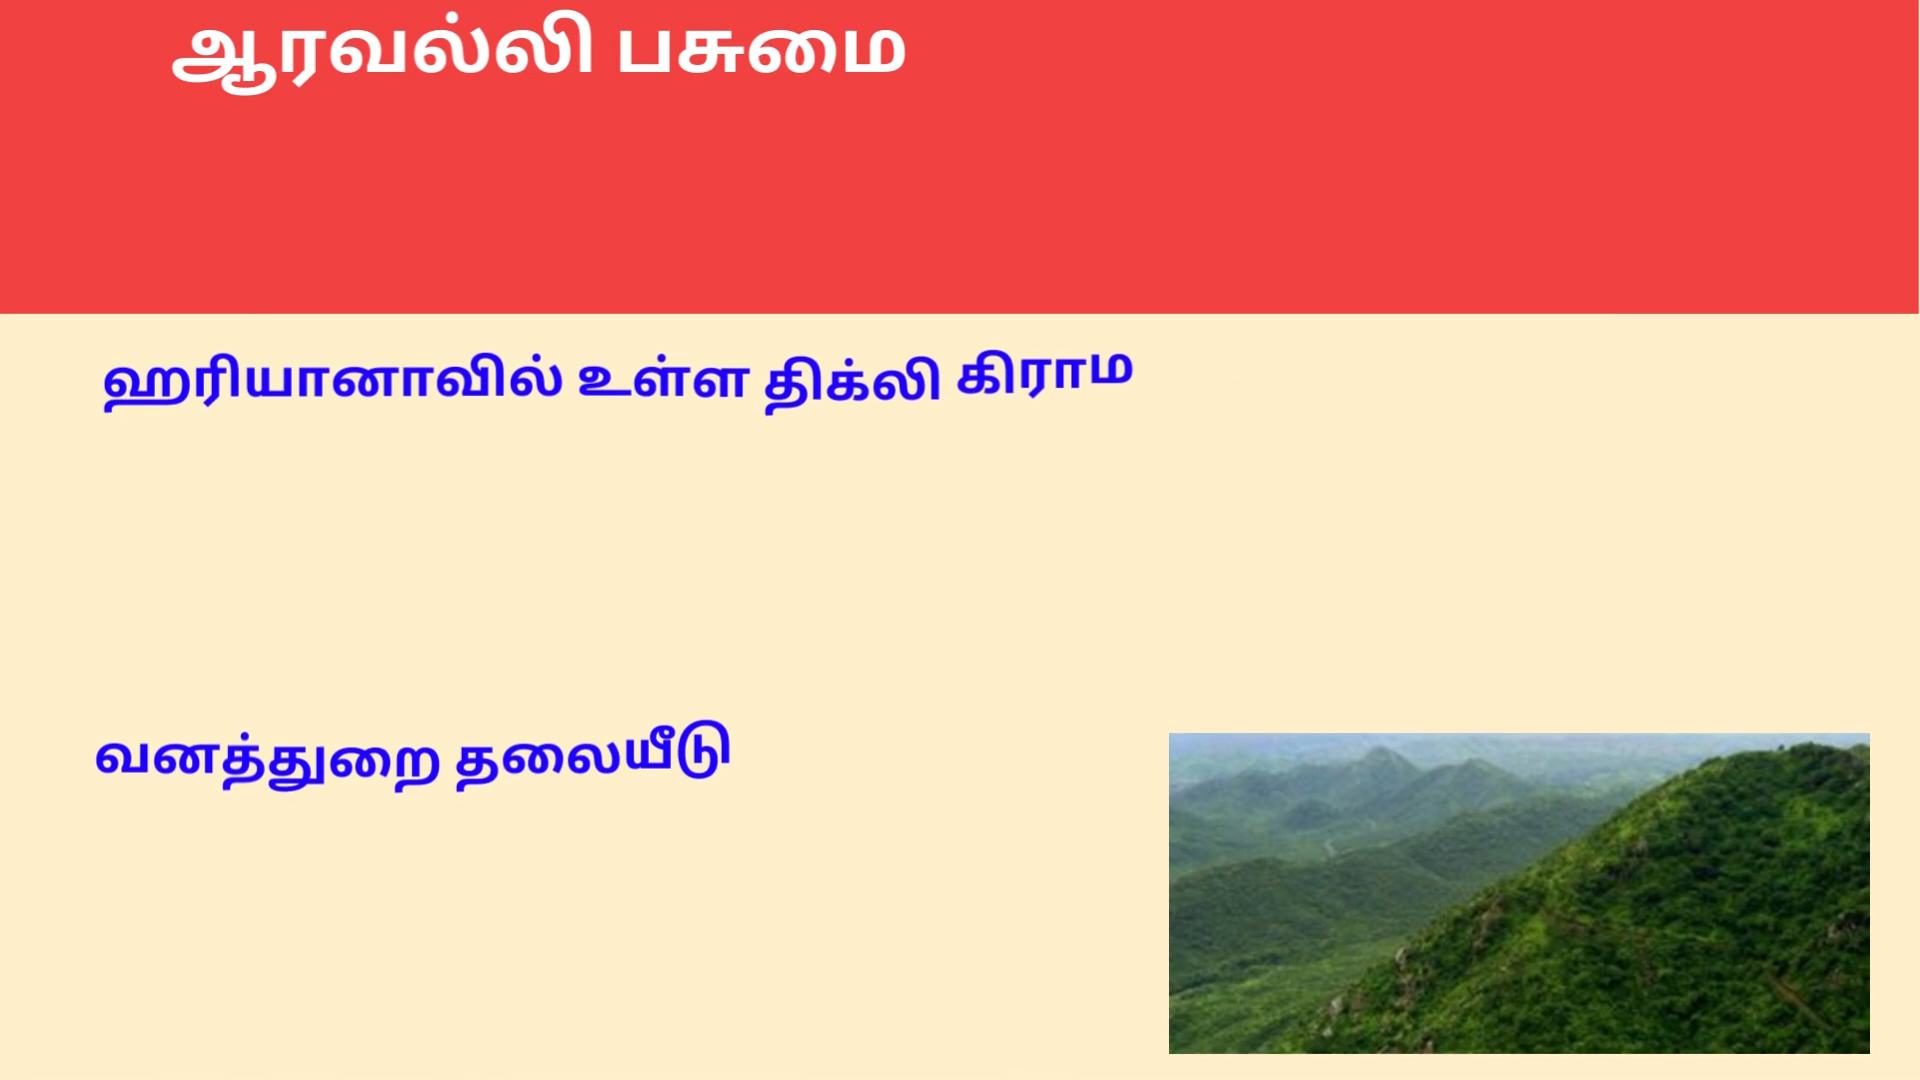 ஆரவல்லி பசுமை
ஹரியானாவில் உள்ள திக்லி கிராம
வனத்துறை தலையீடு